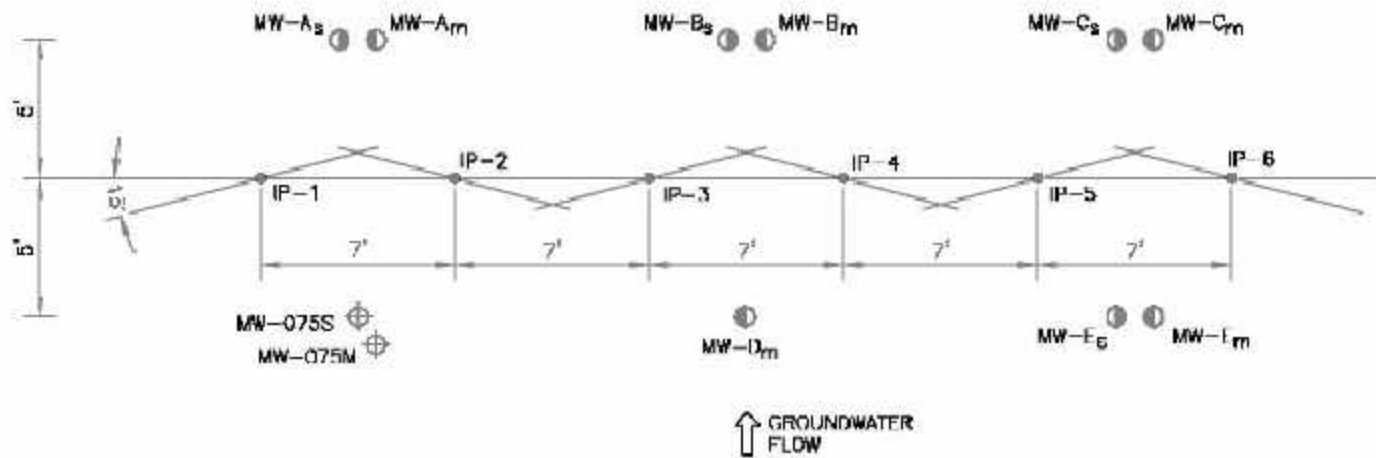 MW-As MW-Am MW-Bs MW-Bm MW-Cs MW-Cm
5'
IP-2 IP-4 IP-6
IP-1 IP-3 IP-5
5'
7' 7' 7' 7' 7'
MW-075S
MW-075M
MW-Dm
MW-Es MW-Em
GROUNDWATER
FLOW